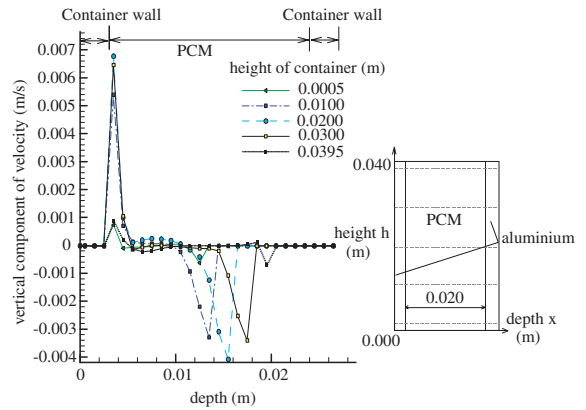 Container wall
Container wall
PCM
0.007
0.006
0.005
0.004
0.003
0.002
0.001
0
-0.001
-0.002
-0.003
-0.004
vertical component of velocity (m/s)
height of container (m)
0.0005
0.0100
0.0200
0.0300
0.0395
0
0.01
0.02
depth (m)
0.040
height h
(m)
PCM
aluminium
0.020
0.000
depth x
(m)